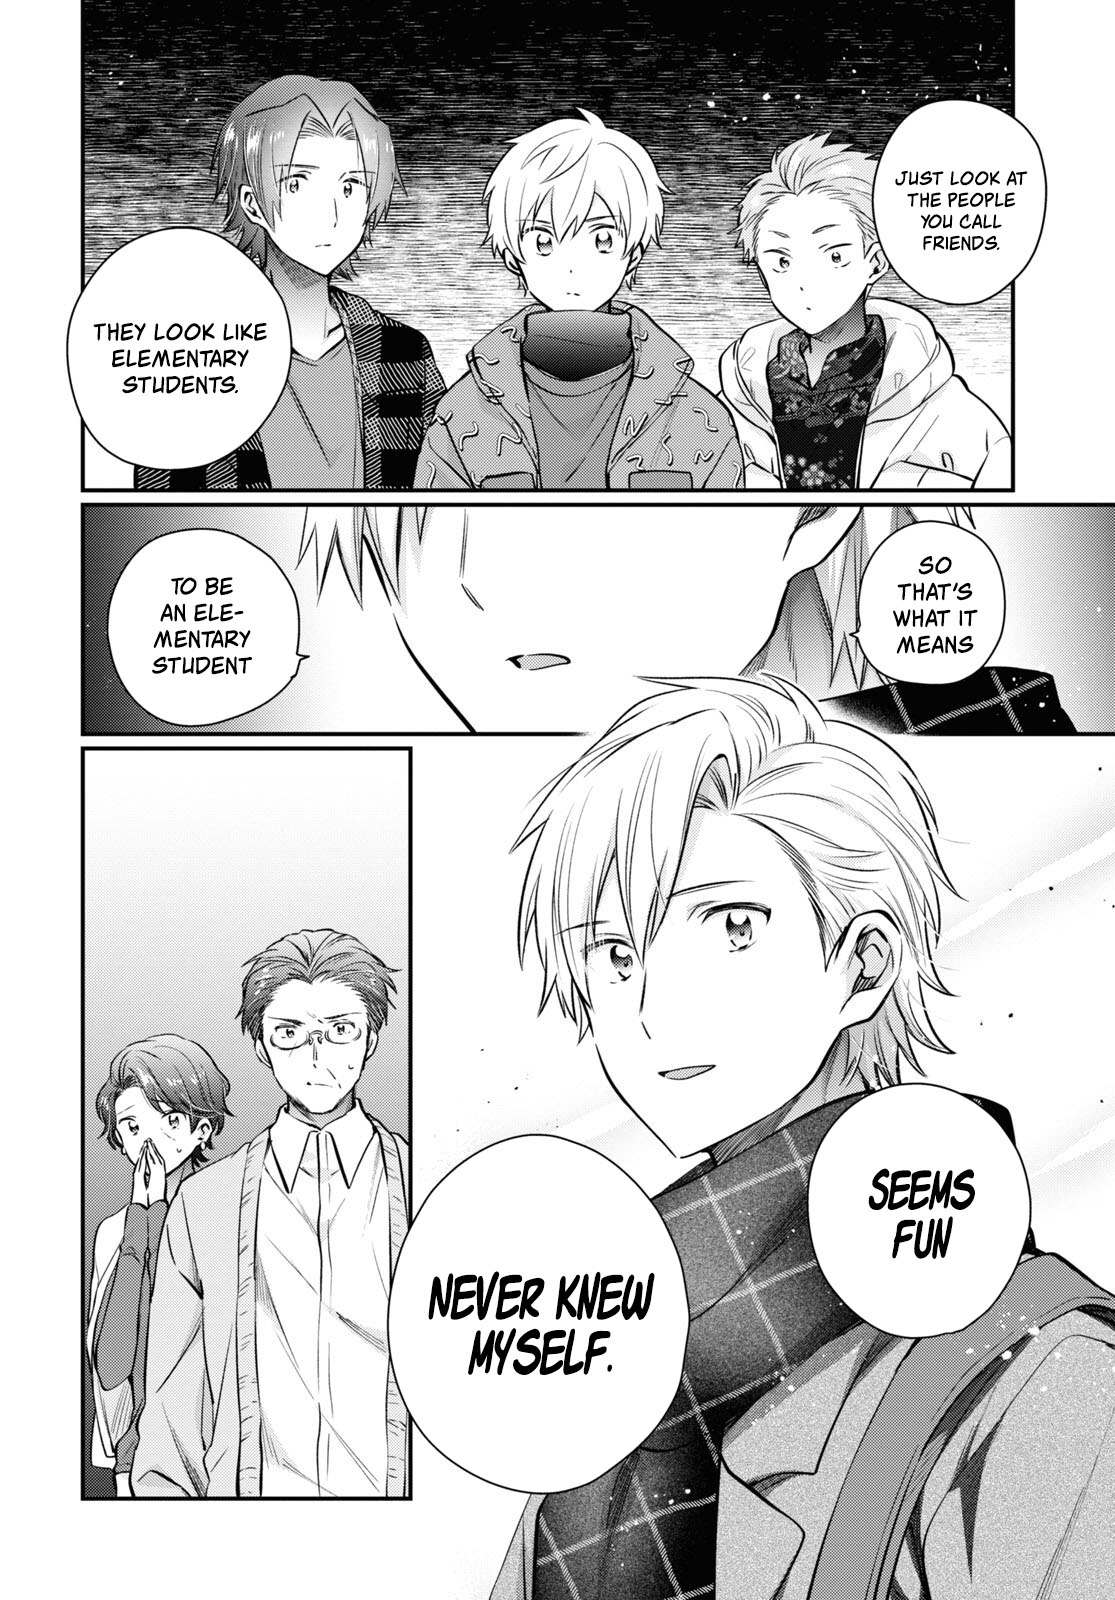 JUST LOOK AT
THE PEOPLE
YOU CALL
FRIENDS.
THEY LOOK LIKE
ELEMENTARY
STUDENTS.
SO
THAT'S
WHAT IT
MEANS
TO BE
AN ELE-
MENTARY
STUDENT
SEEMS
FUN
NEVER KNEW
MYSELF.